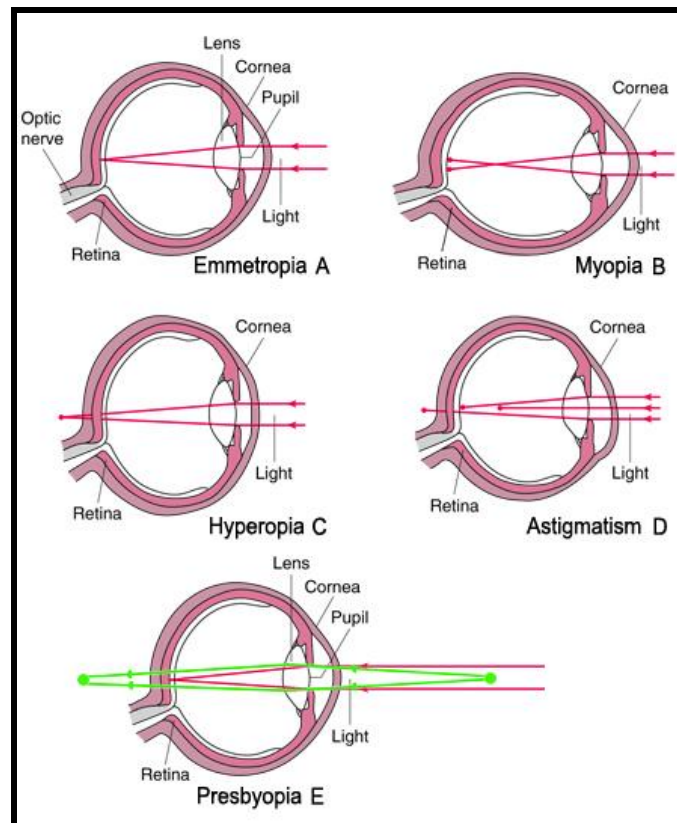 Lens
Cornea
Pupil
Optic
nerve
Light
Retina
Emmetropia A
Cornea
Light
Retina
Myopia B
Cornea
Light
Retina
Hyperopia C
Cornea
Light
Retina
Astigmatism D
Lens
Cornea
Pupil
Light
Retina
Presbyopia E